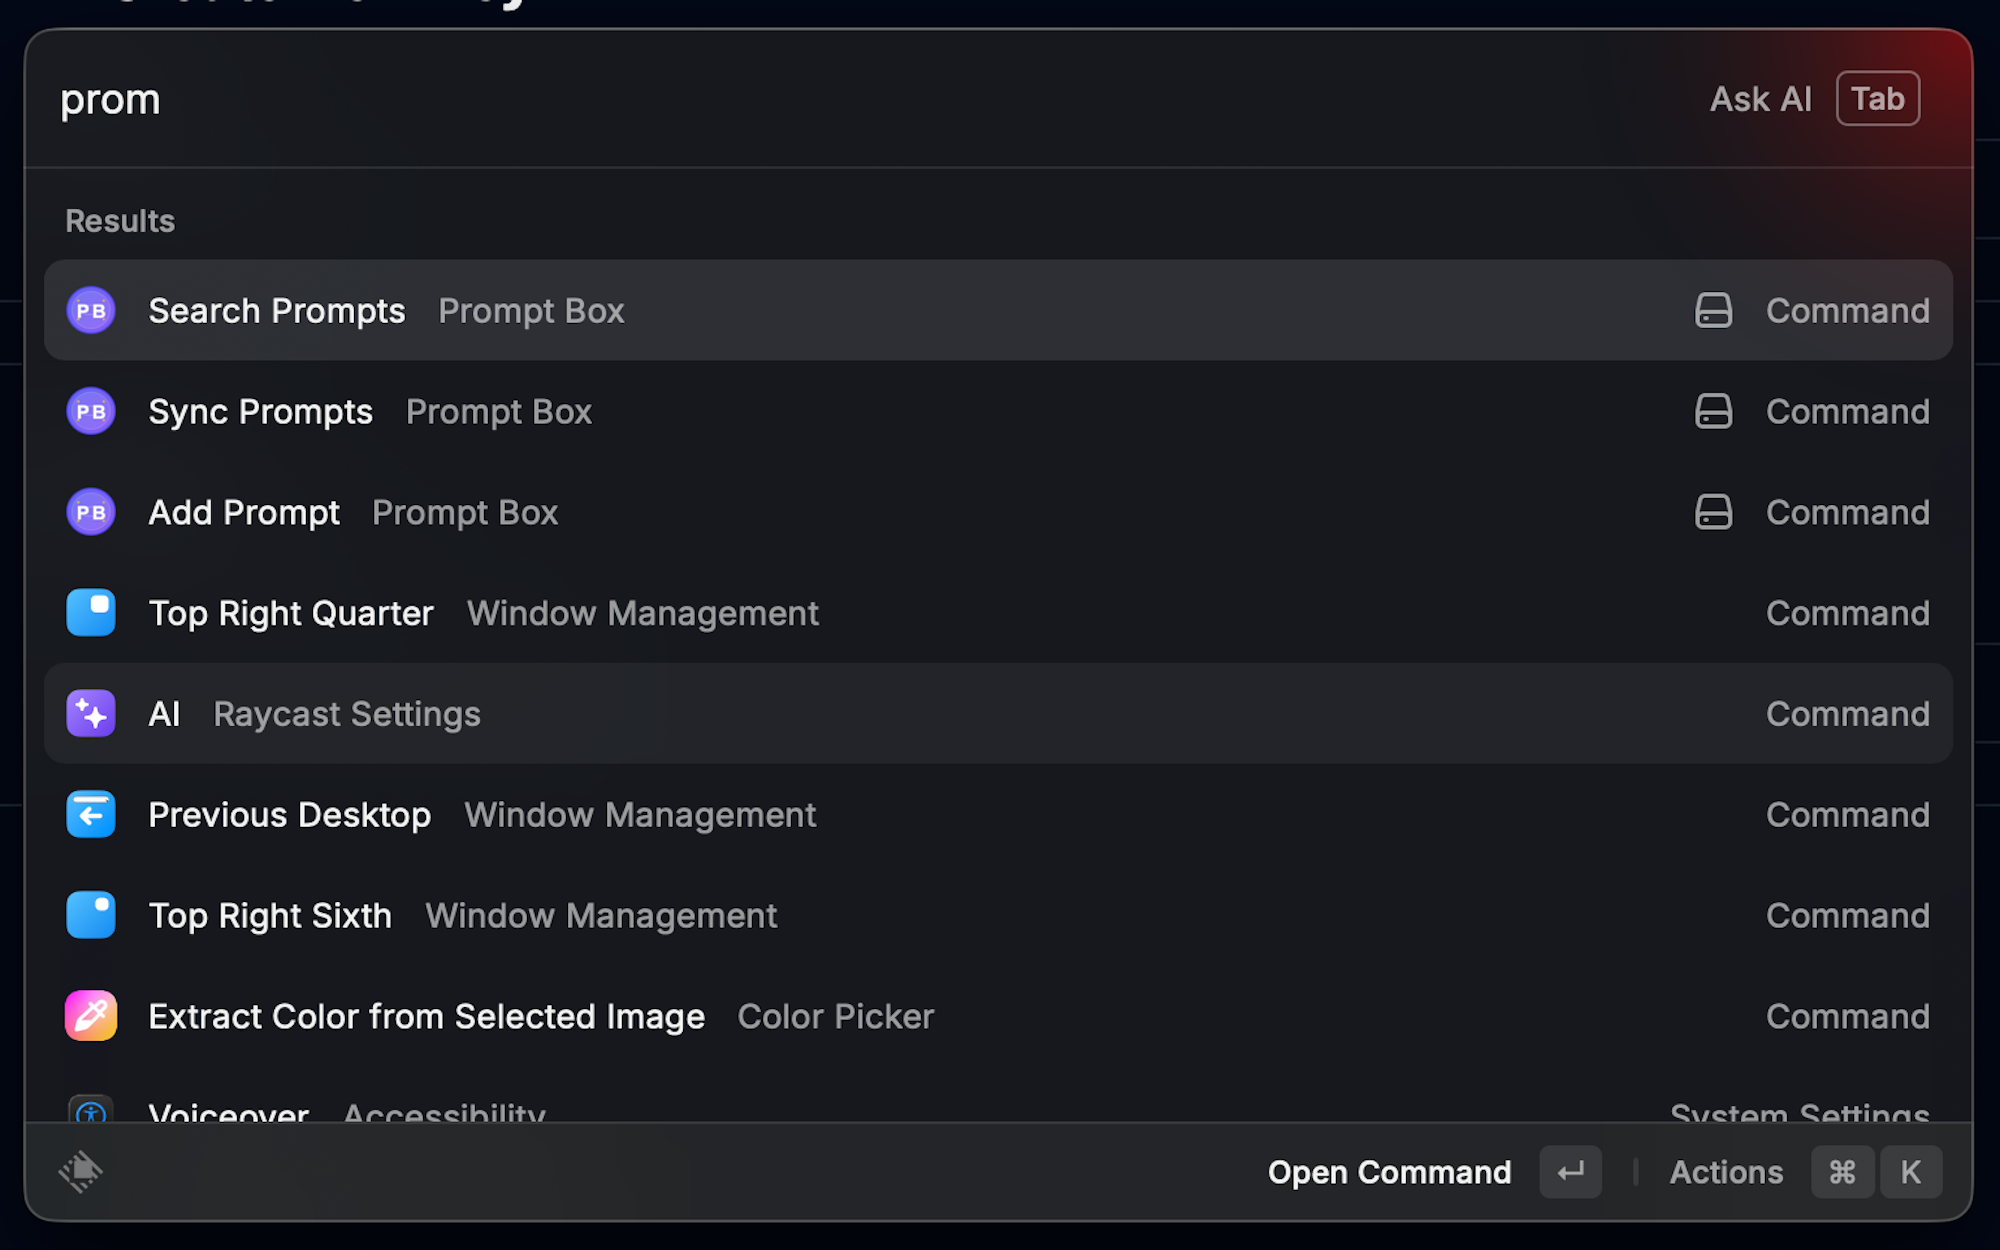 prom Ask AI Tab
Results
PB Search Prompts Prompt Box Command
PB Sync Prompts Prompt Box Command
PB Add Prompt Prompt Box Command
Top Right Quarter Window Management Command
AI Raycast Settings Command
Previous Desktop Window Management Command
Top Right Sixth Window Management Command
Extract Color from Selected Image Color Picker Command
Voiceover Accessibility System Settings
Open Command ↵ Actions ⌘ K